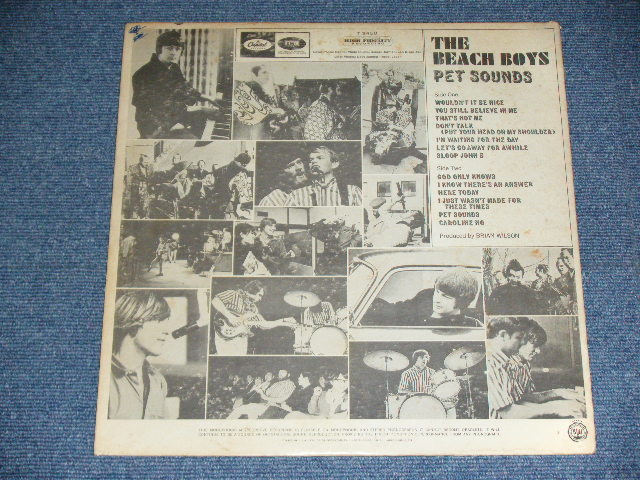 T 2458
Capitol
HIGH FIDELITY
THE
BEACH BOYS
PET SOUNDS
Side One
WOULDN'T IT BE NICE
YOU STILL BELIEVE IN ME
THAT'S NOT ME
DON'T TALK
(PUT YOUR HEAD ON MY SHOULDER)
I'M WAITING FOR THE DAY
LET'S GO AWAY FOR AWHILE
SLOOP JOHN B
Side Two
GOD ONLY KNOWS
I KNOW THERE'S AN ANSWER
HERE TODAY
I JUST WASN'T MADE FOR
THESE TIMES
PET SOUNDS
CAROLINE NO
Produced by BRIAN WILSON